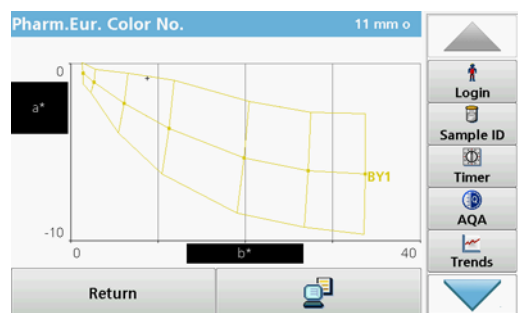 Pharm.Eur. Color No. 11 mm o
0
a*
BY1
-10
0 b* 40
Return
Login
Sample ID
Timer
AQA
Trends